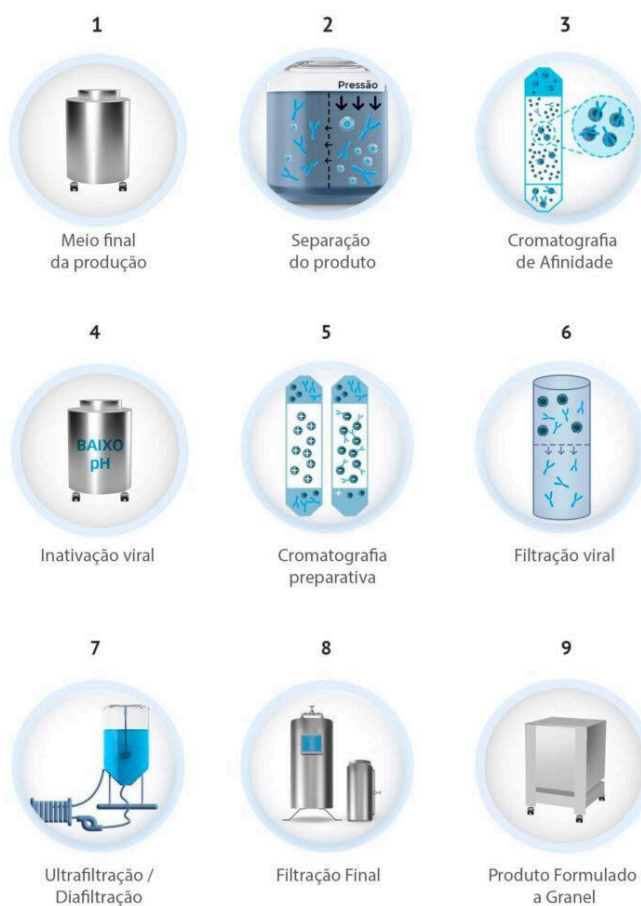 1
2
3
Pressão
Meio final
da produção
Separação
do produto
Cromatografia
de Afinidade
4
5
6
BAIXO
pH
Inativação viral
Cromatografia
preparativa
Filtração viral
7
8
9
Ultrafiltração /
Diafiltração
Filtração Final
Produto Formulado
a Granel